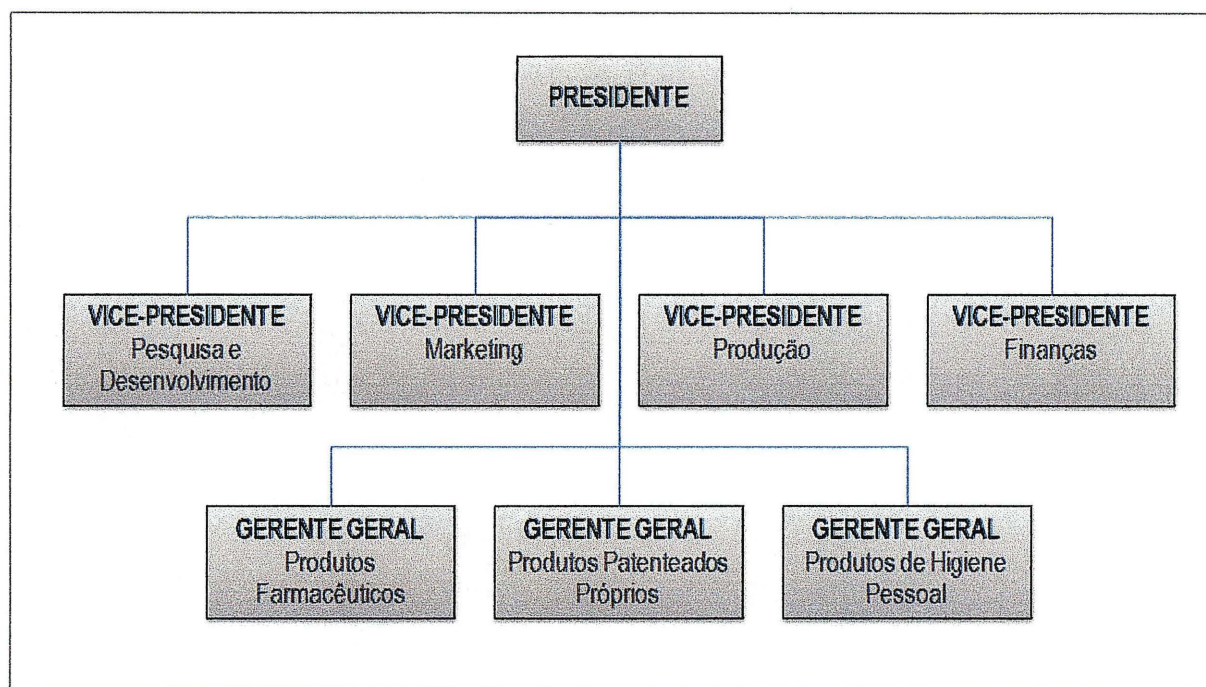 PRESIDENTE
VICE-PRESIDENTE
Pesquisa e
Desenvolvimento
VICE-PRESIDENTE
Marketing
VICE-PRESIDENTE
Produção
VICE-PRESIDENTE
Finanças
GERENTE GERAL
Produtos
Farmacêuticos
GERENTE GERAL
Produtos Patenteados
Próprios
GERENTE GERAL
Produtos de Higiene
Pessoal